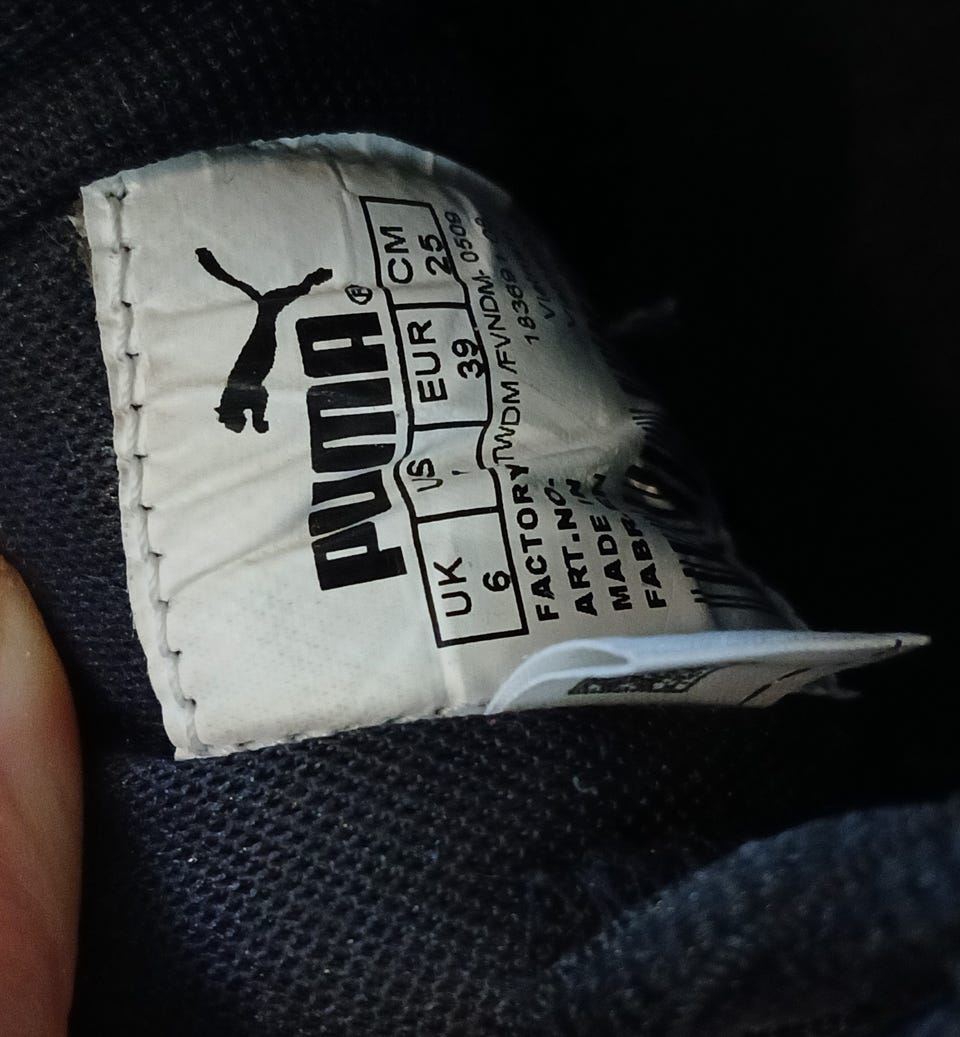 PUMA®
UK US EUR CM
6 39 25
FACTORY TWDM /FVNDM- 0509
ART.NO.
MADE IN